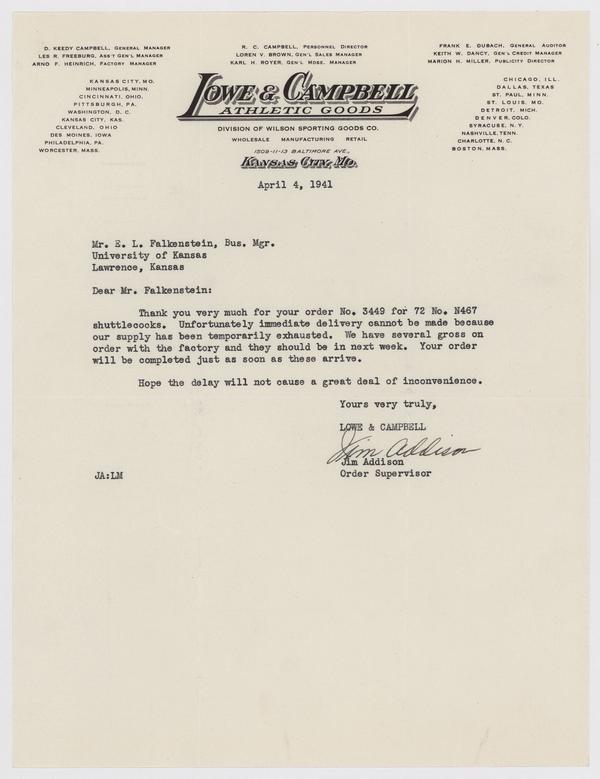 D. KEEDY CAMPBELL, GENERAL MANAGER
LES R. FREEBURG, ASS'T GEN'L MANAGER
ARNO F. HEINRICH, FACTORY MANAGER
R. C. CAMPBELL, PERSONNEL DIRECTOR
LOREN V. BROWN, GEN'L SALES MANAGER
KARL H. ROYER, GEN'L MDSE. MANAGER
FRANK E. DUBACH, GENERAL AUDITOR
KEITH W. DANCY, GEN'L CREDIT MANAGER
MARION H. MILLER, PUBLICITY DIRECTOR
KANSAS CITY, MO.
MINNEAPOLIS, MINN.
CINCINNATI, OHIO.
PITTSBURGH, PA.
WASHINGTON, D. C.
KANSAS CITY, KAS.
CLEVELAND, OHIO
DES MOINES, IOWA
PHILADELPHIA, PA.
WORCESTER, MASS.
LOWE & CAMPBELL
ATHLETIC GOODS
DIVISION OF WILSON SPORTING GOODS CO.
WHOLESALE MANUFACTURING RETAIL
1509-11-13 BALTIMORE AVE.,
KANSAS CITY, MO.
CHICAGO, ILL.
DALLAS, TEXAS
ST. PAUL, MINN.
ST. LOUIS, MO.
DETROIT, MICH.
DENVER, COLO.
SYRACUSE, N. Y.
NASHVILLE, TENN.
CHARLOTTE, N. C.
BOSTON, MASS.
April 4, 1941
Mr. E. L. Falkenstein, Bus. Mgr.
University of Kansas
Lawrence, Kansas
Dear Mr. Falkenstein:
Thank you very much for your order No. 3449 for 72 No. N467
shuttlecocks. Unfortunately immediate delivery cannot be made because
our supply has been temporarily exhausted. We have several gross on
order with the factory and they should be in next week. Your order
will be completed just as soon as these arrive.
Hope the delay will not cause a great deal of inconvenience.
Yours very truly,
LOWE & CAMPBELL
Jim Addison
Jim Addison
Order Supervisor
JA:LM